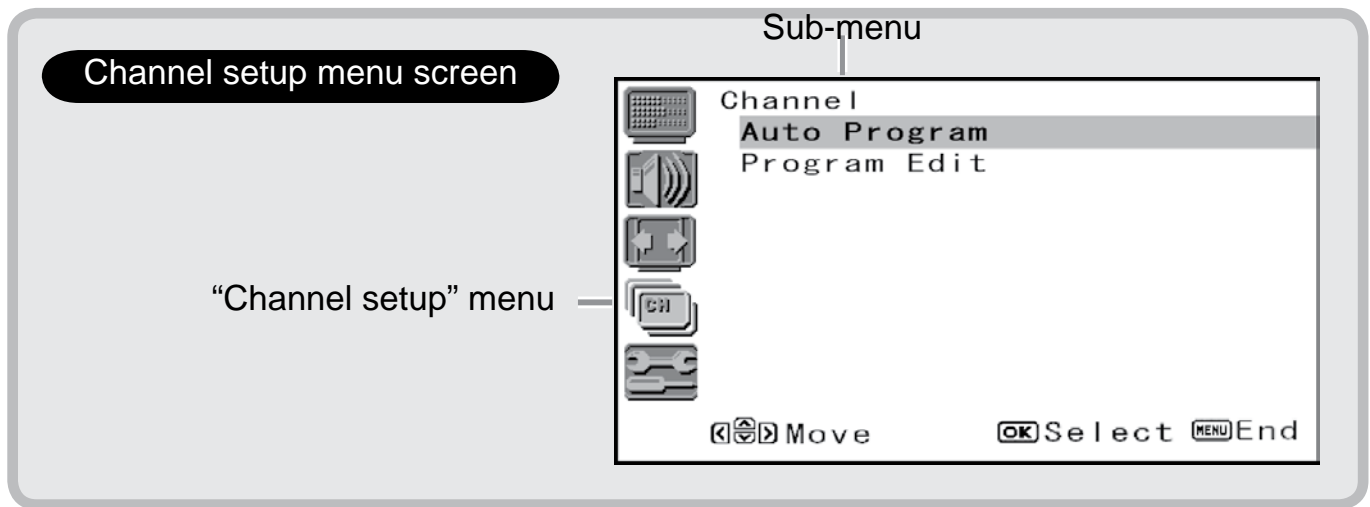 Sub-menu
Channel setup menu screen
Channel
Auto Program
Program Edit
“Channel setup” menu
CH
Move OK Select MENU End